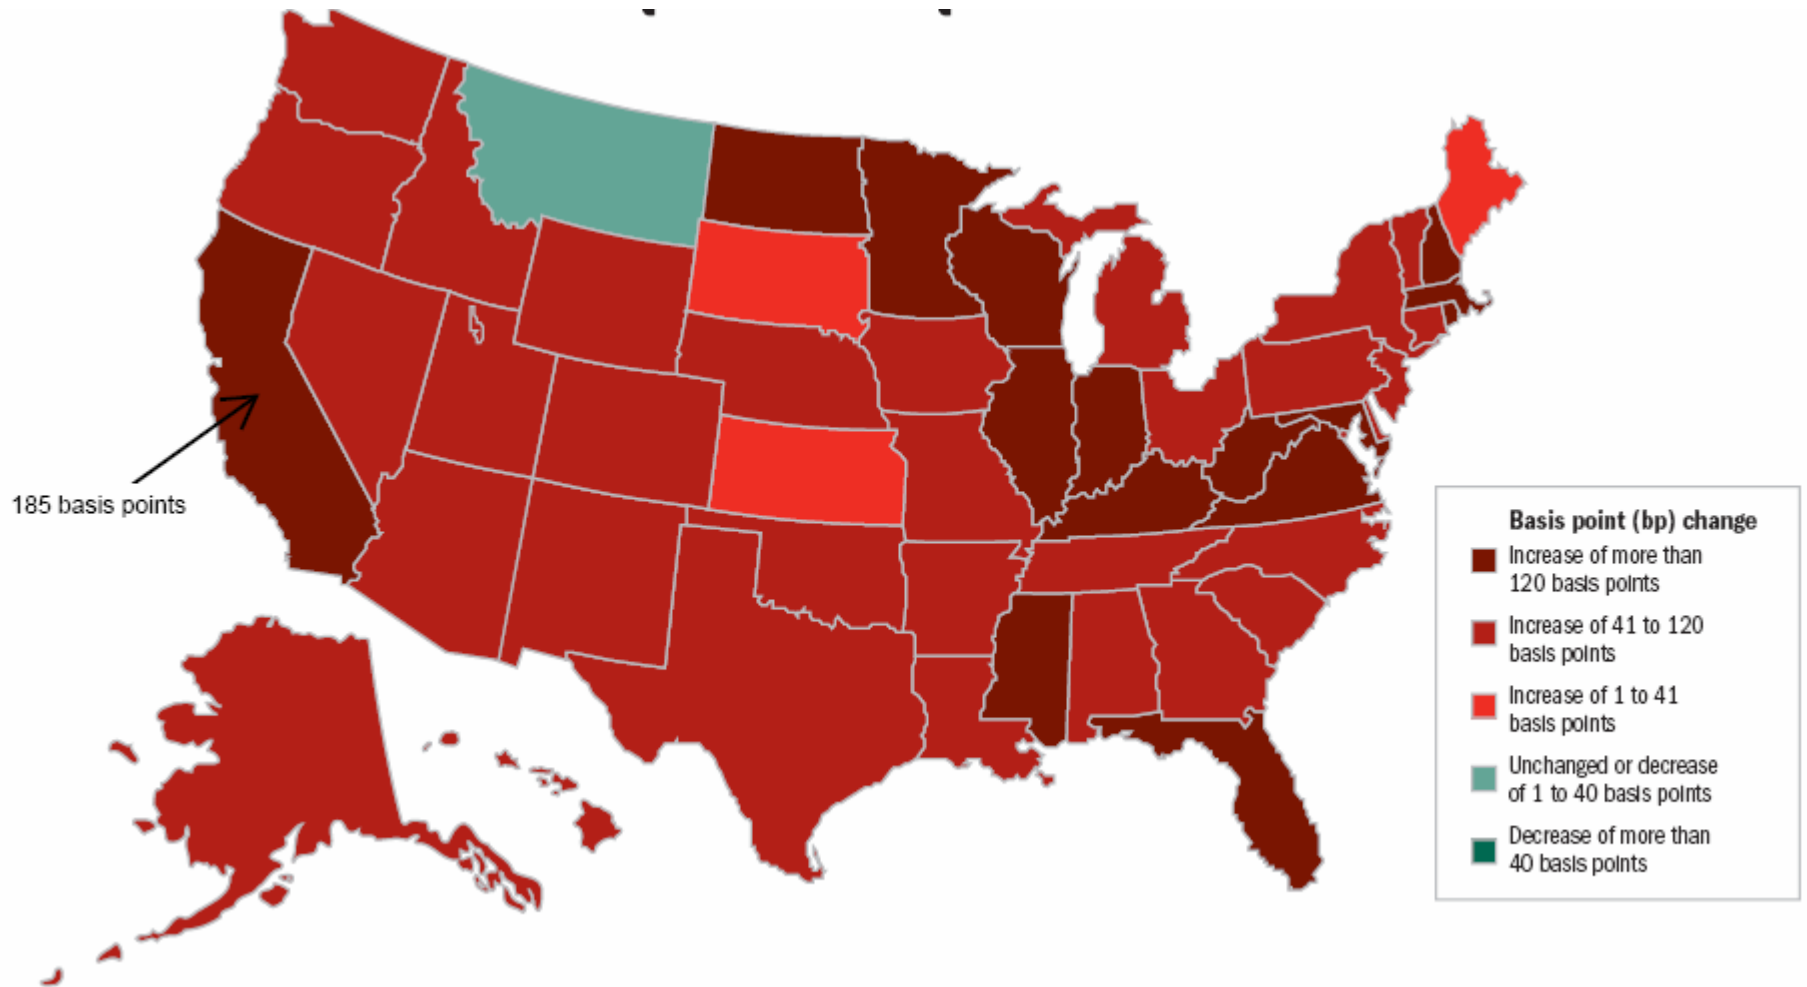 185 basis points
Basis point (bp) change
Increase of more than
120 basis points
Increase of 41 to 120
basis points
Increase of 1 to 41
basis points
Unchanged or decrease
of 1 to 40 basis points
Decrease of more than
40 basis points